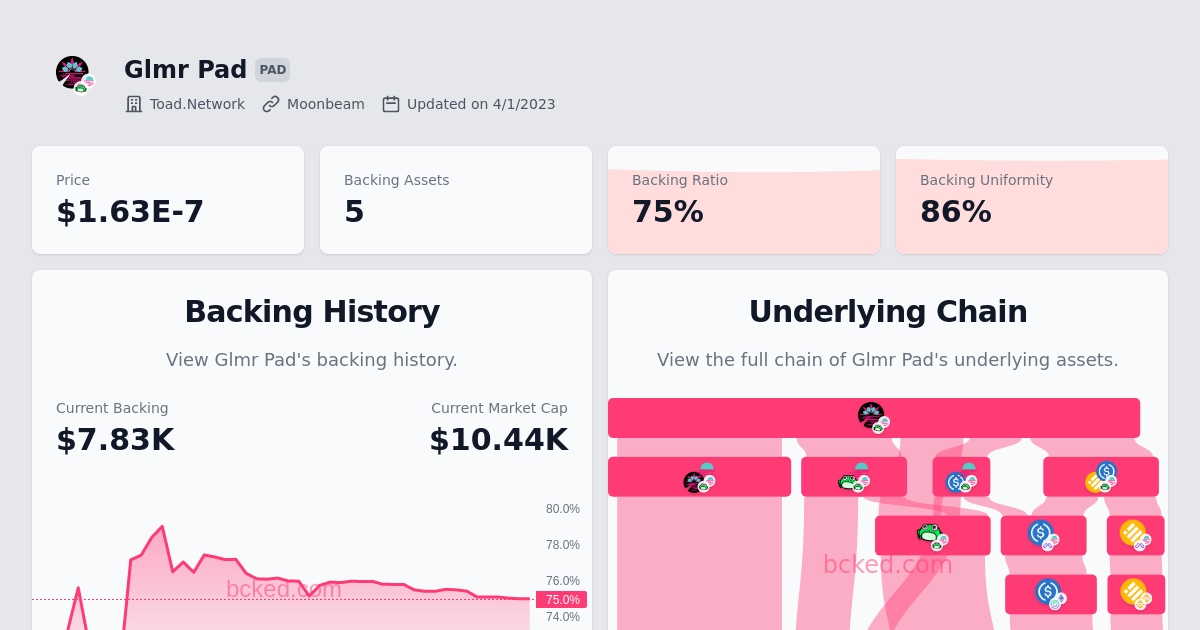 Glmr Pad PAD
Toad.Network Moonbeam Updated on 4/1/2023
Price
$1.63E-7
Backing Assets
5
Backing Ratio
75%
Backing Uniformity
86%
Backing History
View Glmr Pad's backing history.
Current Backing
$7.83K
Current Market Cap
$10.44K
80.0%
78.0%
76.0%
75.0%
74.0%
bcked.com
Underlying Chain
View the full chain of Glmr Pad's underlying assets.
bcked.com